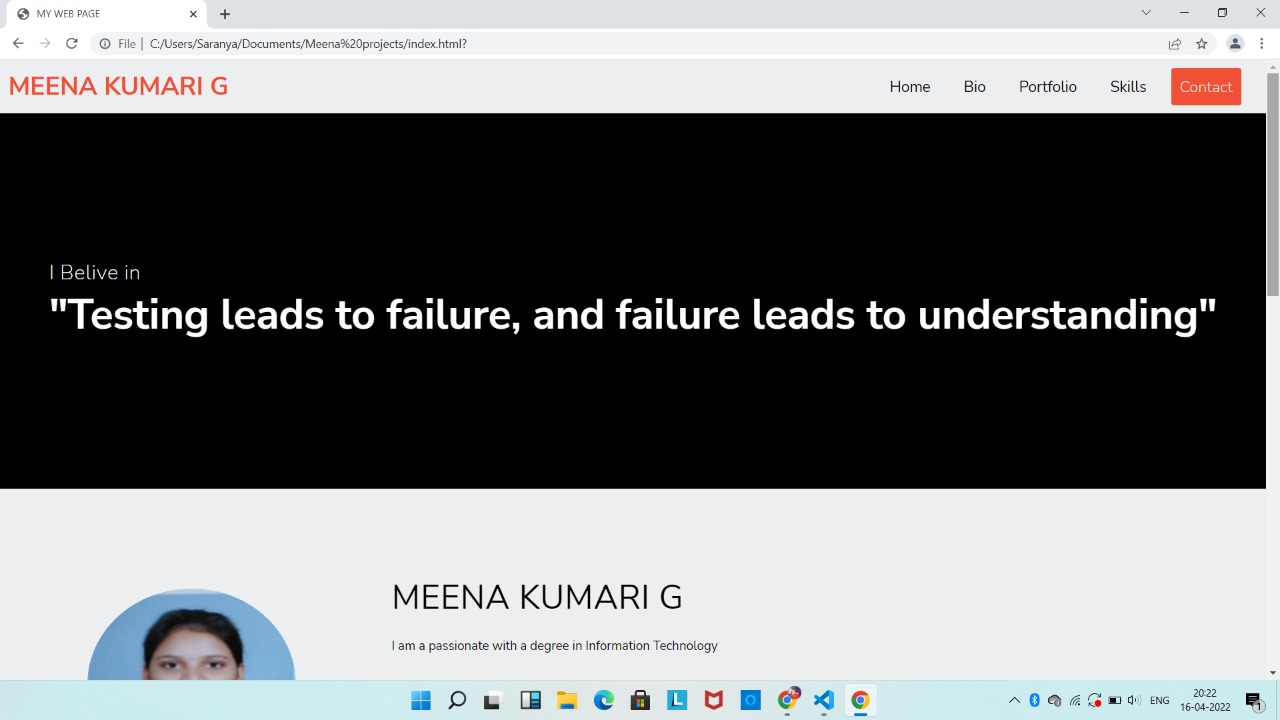 MY WEB PAGE
File | C:/Users/Saranya/Documents/Meena%20projects/index.html?
MEENA KUMARI G
Home Bio Portfolio Skills Contact
I Belive in
"Testing leads to failure, and failure leads to understanding"
MEENA KUMARI G
I am a passionate with a degree in Information Technology
ENG
20:22
16-04-2022
1